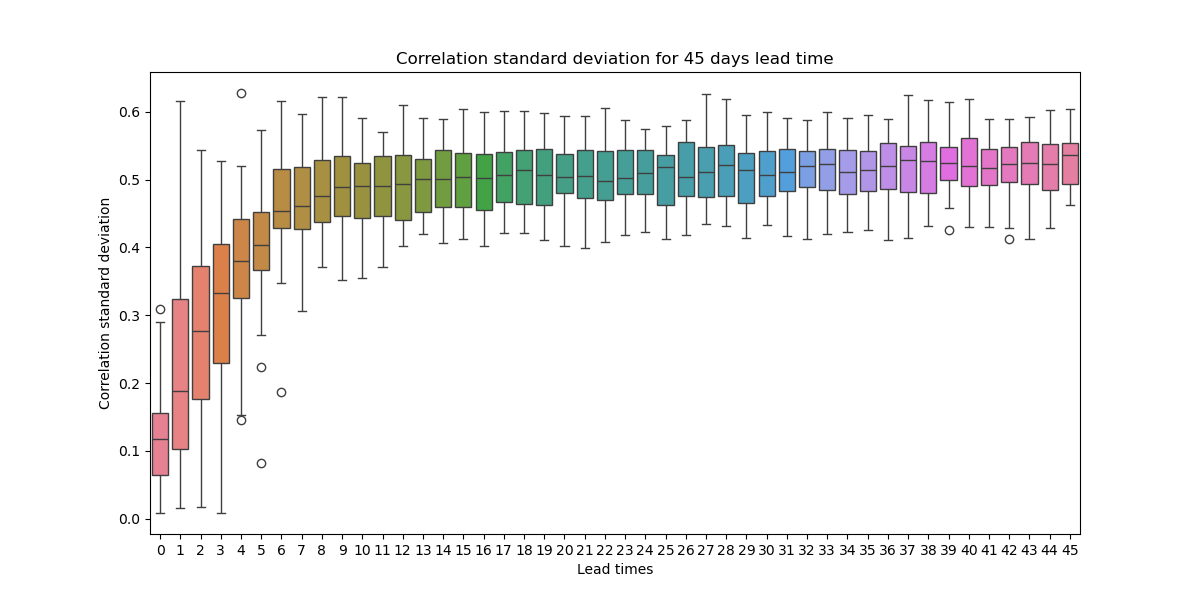 Correlation standard deviation for 45 days lead time
Correlation standard deviation
0.6
0.5
0.4
0.3
0.2
0.1
0.0
0 1 2 3 4 5 6 7 8 9 10 11 12 13 14 15 16 17 18 19 20 21 22 23 24 25 26 27 28 29 30 31 32 33 34 35 36 37 38 39 40 41 42 43 44 45
Lead times